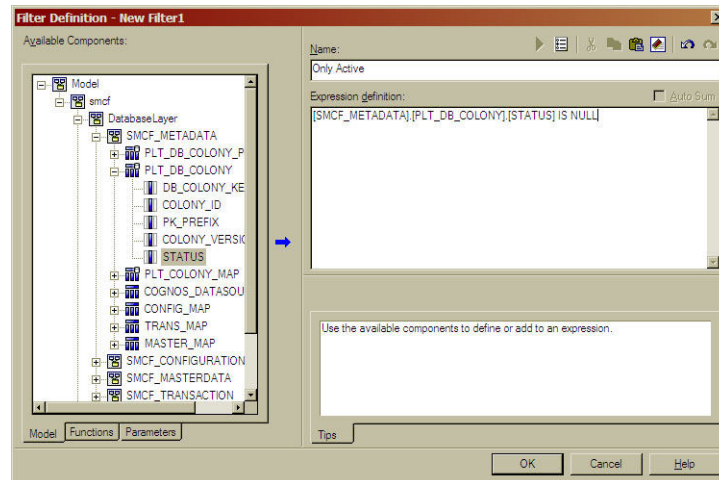 Filter Definition - New Filter1
Available Components:
Name:
Only Active
Expression definition:
Auto Sum
[SMCF_METADATA].[PLT_DB_COLONY].[STATUS] IS NULL
Model
smcf
DatabaseLayer
SMCF_METADATA
PLT_DB_COLONY_P
PLT_DB_COLONY
DB_COLONY_KE
COLONY_ID
PK_PREFIX
COLONY_VERSIO
STATUS
PLT_COLONY_MAP
COGNOS_DATASOU
CONFIG_MAP
TRANS_MAP
MASTER_MAP
SMCF_CONFIGURATION
SMCF_MASTERDATA
SMCF_TRANSACTION
Model Functions Parameters
Use the available components to define or add to an expression.
Tips
OK Cancel Help